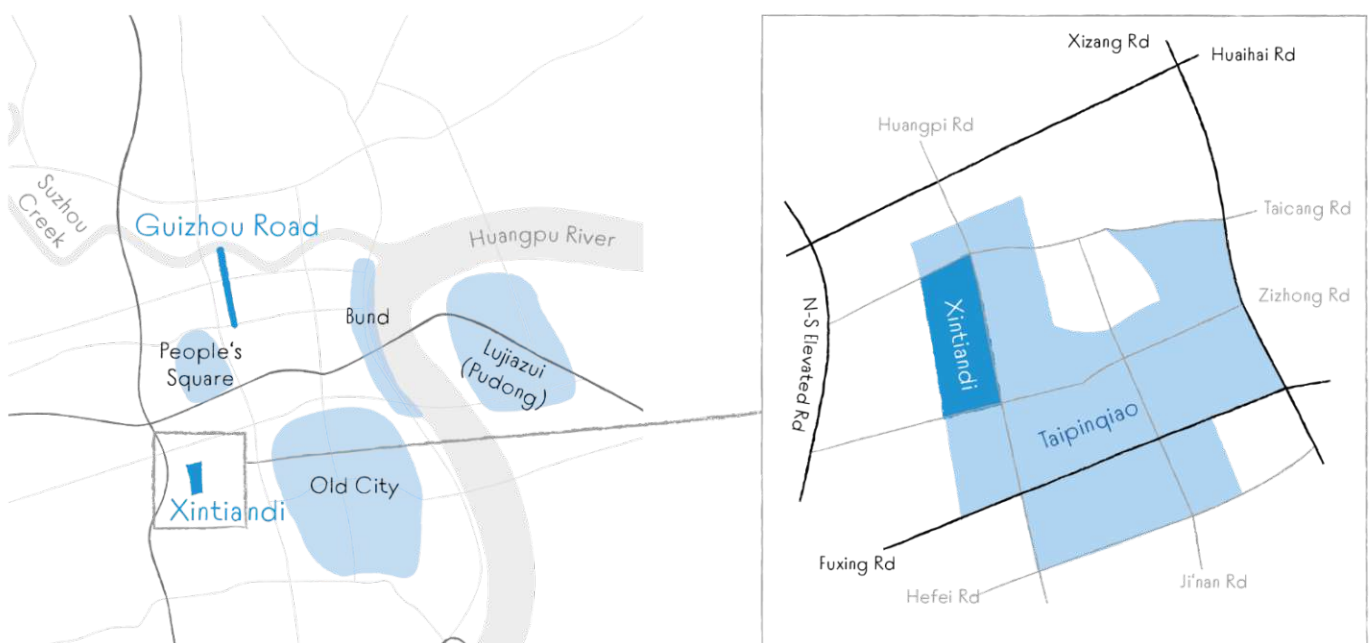 Suzhou
Creek
Guizhou Road
Huangpu River
Bund
People's
Square
Lujiazui
(Pudong)
Old City
Xintiandi
Xizang Rd
Huaihai Rd
Huangpi Rd
Taicang Rd
Zizhong Rd
N-S Elevated Rd
Xintiandi
Taipinqiao
Fuxing Rd
Hefei Rd
Ji'nan Rd